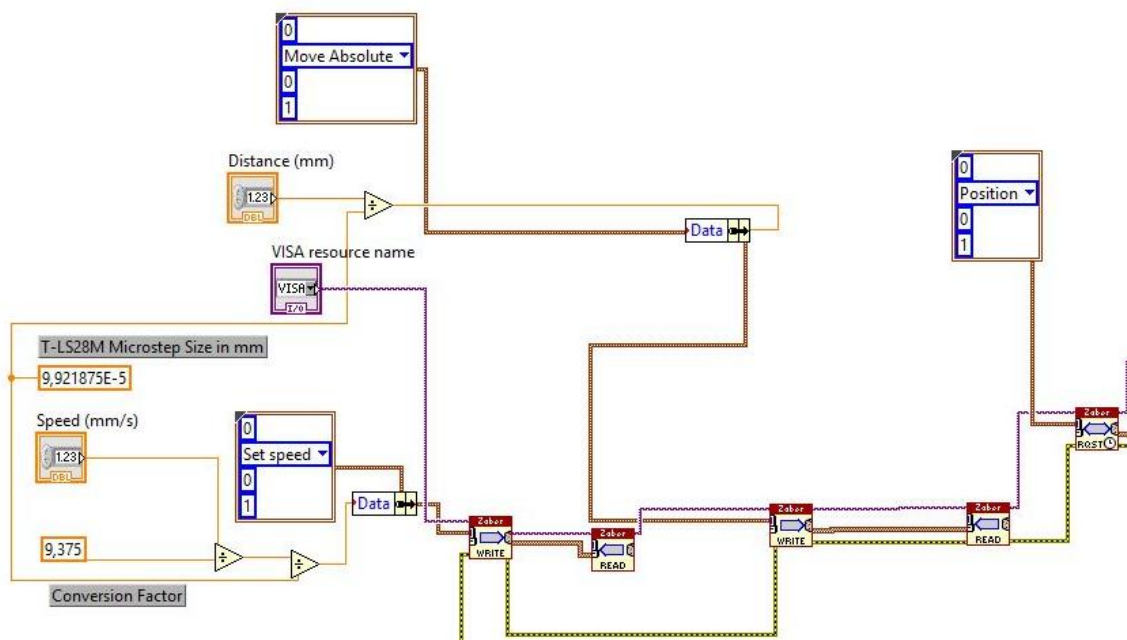 0
Move Absolute
0
1
Distance (mm)
1.23
DBL
Data
0
Position
0
1
VISA resource name
VISA
I/O
T-LS28M Microstep Size in mm
9,921875E-5
Speed (mm/s)
1.23
DBL
0
Set speed
0
1
Data
9,375
Conversion Factor
Zaber
WRITE
Zaber
READ
Zaber
WRITE
Zaber
READ
Zaber
RQST